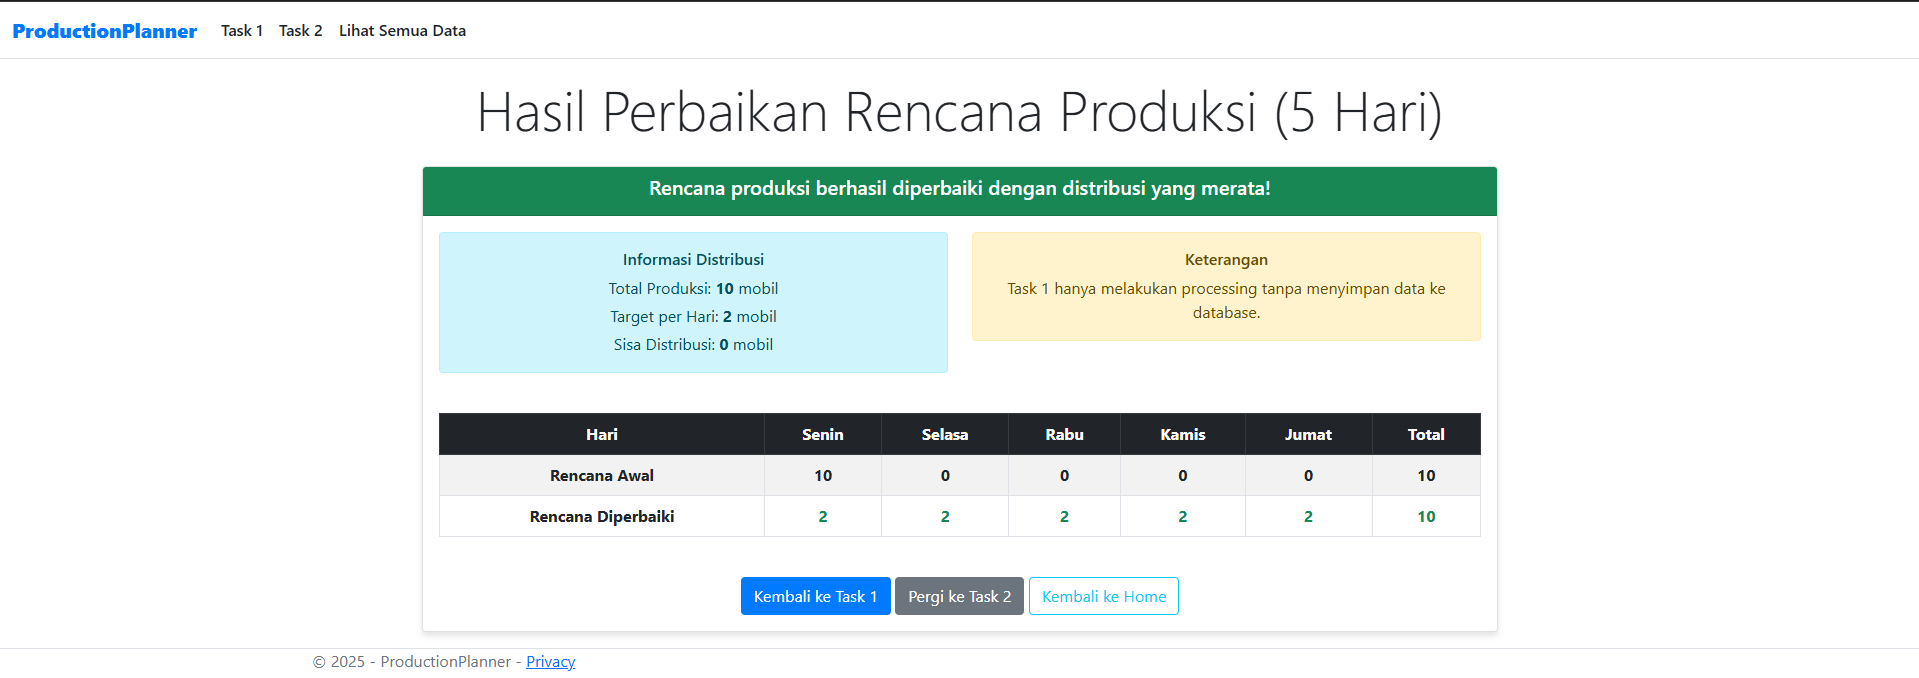 ProductionPlanner Task 1 Task 2 Lihat Semua Data
Hasil Perbaikan Rencana Produksi (5 Hari)
Rencana produksi berhasil diperbaiki dengan distribusi yang merata!
Informasi Distribusi
Total Produksi: 10 mobil
Target per Hari: 2 mobil
Sisa Distribusi: 0 mobil
Keterangan
Task 1 hanya melakukan processing tanpa menyimpan data ke
database.
Hari Senin Selasa Rabu Kamis Jumat Total
Rencana Awal 10 0 0 0 0 10
Rencana Diperbaiki 2 2 2 2 2 10
Kembali ke Task 1 Pergi ke Task 2 Kembali ke Home
© 2025 - ProductionPlanner - Privacy